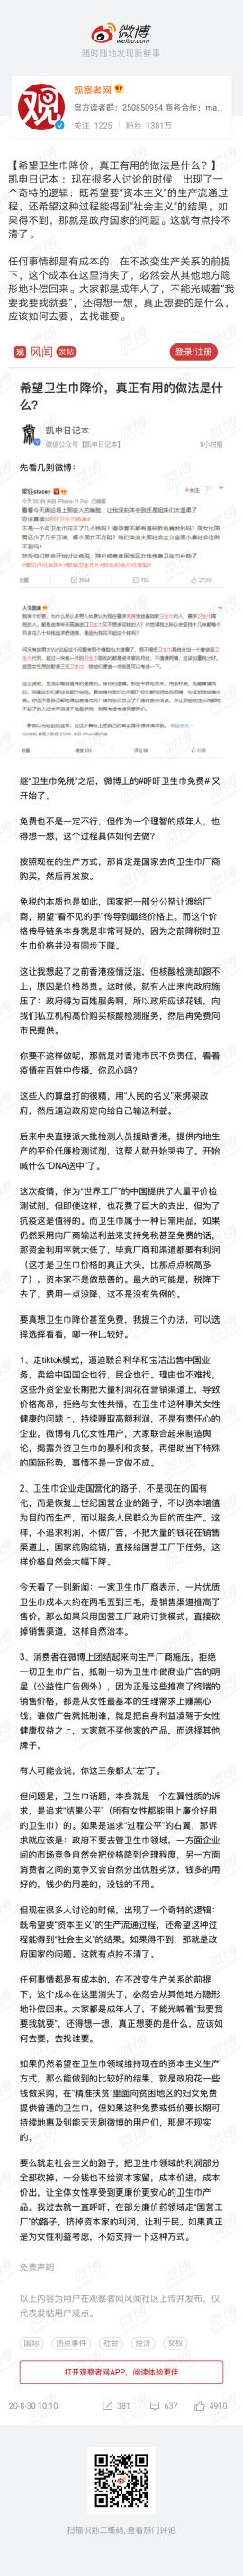 微博
weibo.com
随时随地发现新鲜事
观察者网
官方读者群：250850954 商务合作：ma...
关注 1225 粉丝 1381万
【希望卫生巾降价，真正有用的做法是什么？】
凯申日记本：现在很多人讨论的时候，出现了一
个奇特的逻辑：既希望要“资本主义”的生产流通过
程，还希望这种过程能得到“社会主义”的结果。如
果得不到，那就是政府国家的问题。这就有点拎不
清了。
任何事情都是有成本的，在不改变生产关系的前提
下，这个成本在这里消失了，必然会从其他地方隐
形地补偿回来。大家都是成年人了，不能光喊着“我
要我要我就要”，还得想一想，真正想要的是什么，
应该如何去要，去找谁要。
观 风闻 发帖
登录/注册
希望卫生巾降价，真正有用的做法是什
么？
凯申日记本
微信公众号【凯申日记本】
9小时前
先看几则微博：
继“卫生巾免税”之后，微博上的#呼吁卫生巾免费# 又
开始了。
免费也不是一定不行，但作为一个理智的成年人，也
得想一想，这个过程具体如何去做？
按照现在的生产方式，那肯定是国家去向卫生巾厂商
购买，然后再发放。
免税的本质也是如此，国家把一部分公帑让渡给厂
商，期望“看不见的手”传导到最终价格上。而这个价
格传导链条本身就是非常可疑的，因为之前降税时卫
生巾价格并没有同步下降。
这让我想起了之前香港疫情泛滥，但核酸检测却跟不
上，原因是价格昂贵。这时候，就有人出来向政府施
压了：政府得为百姓服务啊，所以政府应该花钱，向
我们私立机构高价购买核酸检测服务，然后再免费向
市民提供。
你要不这样做呢，那就是对香港市民不负责任，看着
疫情在百姓中传播，你忍心吗？
这些人的算盘打的很精，用“人民的名义”来绑架政
府，然后逼迫政府定向给自己输送利益。
后来中央直接派大批检测人员援助香港，提供内地生
产的平价低廉检测试剂，这帮人就开始哭丧了。开始
喊什么“DNA送中”了。
这次疫情，作为“世界工厂”的中国提供了大量平价检
测试剂，但即使这样，也花费了巨大的支出，但为了
抗疫这是值得的。而卫生巾属于一种日常用品，如果
仍然采用向厂商输送利益来支持免税甚至免费的话，
那资金利用率就太低了，毕竟厂商和渠道都要有利润
（这才是卫生巾价格的真正大头，比那点点税高多
了），资本家不是做慈善的。最大的可能是，税降下
去了，费用一点没降，这不是没有先例的。
要真想卫生巾降价甚至免费，我提三个办法，可以选
择选择看看，哪一种比较好。
1、走tiktok模式，逼迫联合利华和宝洁出售中国业
务，卖给中国国企也行，民企也行。理由也不难找，
这些外资企业长期把大量利润花在营销渠道上，导致
价格高昂，拒绝与女性共情，在卫生巾这种事关女性
健康的问题上，持续赚取高额利润，不是有责任心的
企业。微博有几亿女性用户，大家联合起来制造舆
论，揭露外资卫生巾的暴利和贪婪，再借助当下特殊
的国际形势，事情不是一定做不成。
2、卫生巾企业走国营化的路子，不是现在的国有
化，而是恢复上世纪国营企业的路子，不以资本增值
为目的而生产，而以服务人民群众为目的而生产。这
样，不追求利润，不做广告，不把大量的钱花在销售
渠道上，国家统购统销，直接给国营工厂下任务，这
样价格自然会大幅下降。
今天看了一则新闻：一家卫生巾厂商表示，一片优质
卫生巾成本大约在两毛五到三毛，是销售渠道推高了
售价。那么如果采用国营工厂政府订货模式，直接砍
掉销售渠道，这样自然治本。
3、消费者在微博上团结起来向生产厂商施压，拒绝
一切卫生巾广告，抵制一切为卫生巾做商业广告的明
星（公益性广告例外），因为正是这些推高了终端的
销售价格，都是从女性最基本的生理需求上赚黑心
钱。谁做广告就抵制谁，就是把自身利益凌驾于女性
健康权益之上，大家就不买他家的产品，而选择其他
牌子。
有人可能会说，你这三条都太“左”了。
但问题是，卫生巾话题，本身就是一个左翼性质的诉
求，是追求“结果公平”（所有女性都能用上廉价好用
的卫生巾）的。如果是追求“过程公平”的右翼，那诉
求就应该是：政府不要去管卫生巾领域，一方面企业
间的市场竞争自然会把价格降到合理程度，另一方面
消费者之间的竞争又会自然分出优胜劣汰，钱多的用
好的，钱少的用差的，没钱的不用。
但现在很多人讨论的时候，出现了一个奇特的逻辑：
既希望要“资本主义”的生产流通过程，还希望这种过
程能得到“社会主义”的结果。如果得不到，那就是政
府国家的问题。这就有点拎不清了。
任何事情都是有成本的，在不改变生产关系的前提
下，这个成本在这里消失了，必然会从其他地方隐形
地补偿回来。大家都是成年人了，不能光喊着“我要我
要我就要”，还得想一想，真正想要的是什么，应该如
何去要，去找谁要。
如果仍然希望在卫生巾领域维持现在的资本主义生产
方式，那么能做到的比较好的结果，就是政府花一些
钱做采购，在“精准扶贫”里面向贫困地区的妇女免费
提供普通的卫生巾，但如果这种免费或低价要长期可
持续地惠及到能天天刷微博的用户们，那是不现实
的。
要么就走社会主义的路子，把卫生巾领域的利润部分
全部砍掉，一分钱也不给资本家留，成本价进，成本
价出，让全体女性享受到更廉价更安心的卫生巾产
品。我过去就一直呼吁，在部分廉价药领域走“国营工
厂”的路子，挤掉资本家的利润，让利于民。如果真正
是为女性利益考虑，不妨支持一下这种方式。
免责声明
以上内容为用户在观察者网风闻社区上传并发布，仅
代表发帖用户观点。
国际 热点事件 社会 经济 女权
打开观察者网APP，阅读体验更佳
20-8-30 10:10 381 637 4910
扫描识别二维码，查看热门评论